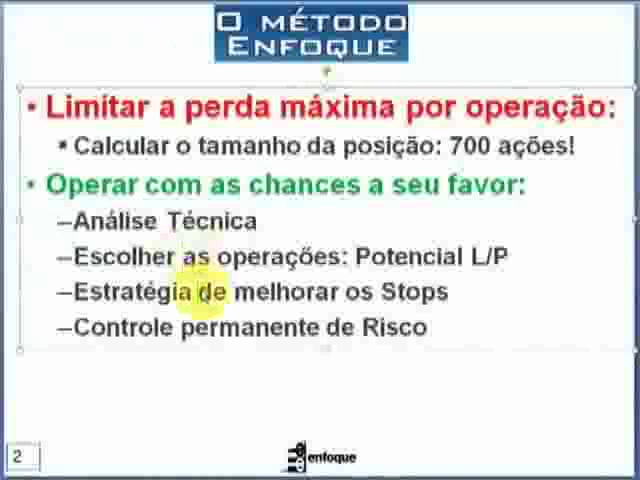 O MÉTODO
ENFOQUE
• Limitar a perda máxima por operação:
▪ Calcular o tamanho da posição: 700 ações!
• Operar com as chances a seu favor:
–Análise Técnica
–Escolher as operações: Potencial L/P
–Estratégia de melhorar os Stops
–Controle permanente de Risco
2
enfoque